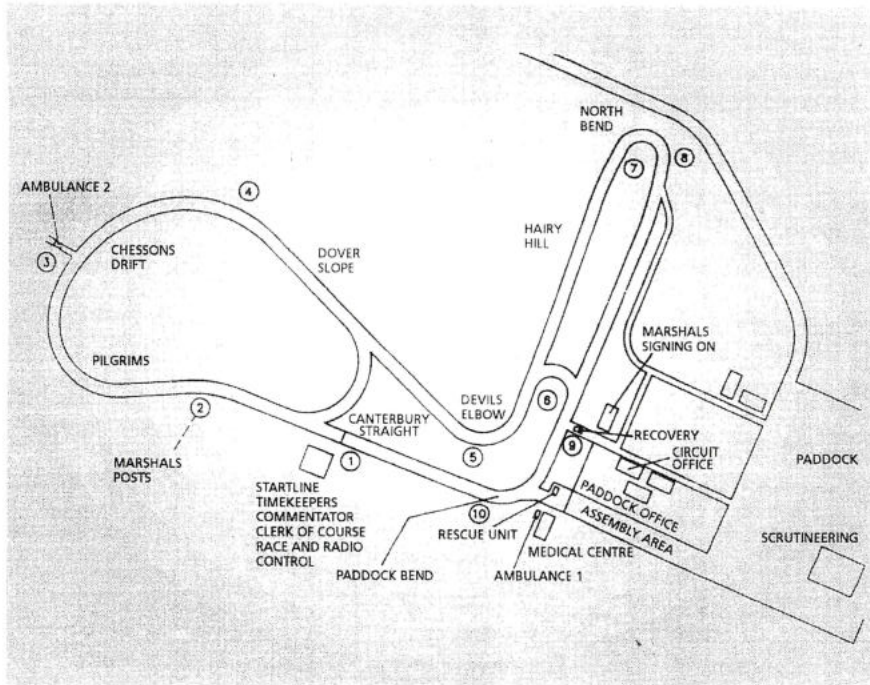 NORTH
BEND
8
7
AMBULANCE 2
4
3
CHESSONS
DRIFT
DOVER
SLOPE
HAIRY
HILL
MARSHALS
SIGNING ON
PILGRIMS
2
CANTERBURY
STRAIGHT
DEVILS
ELBOW
6
5
1
9
RECOVERY
CIRCUIT
OFFICE
PADDOCK
MARSHALS
POSTS
STARTLINE
TIMEKEEPERS
COMMENTATOR
CLERK OF COURSE
RACE AND RADIO
CONTROL
10
RESCUE UNIT
PADDOCK OFFICE
ASSEMBLY AREA
SCRUTINEERING
MEDICAL CENTRE
PADDOCK BEND
AMBULANCE 1